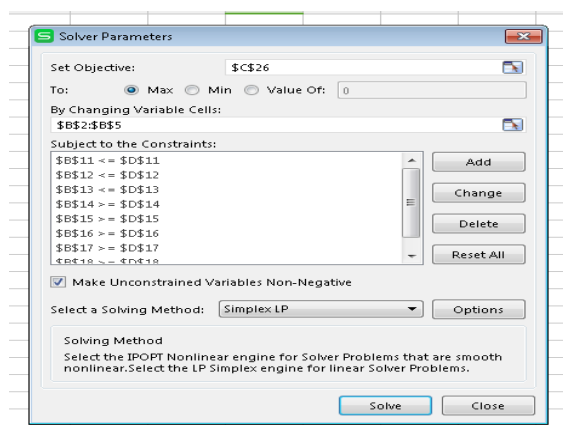 Solver Parameters
Set Objective: $C$26
To: Max Min Value Of: 0
By Changing Variable Cells:
$B$2:$B$5
Subject to the Constraints:
$B$11 <= $D$11
$B$12 <= $D$12
$B$13 <= $D$13
$B$14 >= $D$14
$B$15 >= $D$15
$B$16 >= $D$16
$B$17 >= $D$17
$B$18 >= $D$18
Add
Change
Delete
Reset All
Make Unconstrained Variables Non-Negative
Select a Solving Method: Simplex LP Options
Solving Method
Select the IPOPT Nonlinear engine for Solver Problems that are smooth
nonlinear.Select the LP Simplex engine for linear Solver Problems.
Solve Close